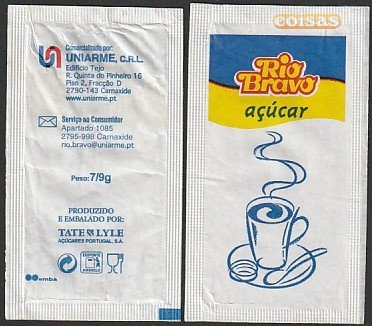 Comercializado por:
UNIARME, C.R.L.
Edifício Tejo
R. Quinta do Pinheiro 16
Piso 2, Fracção D
2790-143 Carnaxide
www.uniarme.pt
Serviço ao Consumidor
Apartado 1085
2795-998 Carnaxide
rio.bravo@uniarme.pt
Peso: 7/9g
PRODUZIDO
E EMBALADO POR:
TATE & LYLE
AÇÚCARES PORTUGAL, S.A.
emba
coisas
Rio
Bravo
açúcar